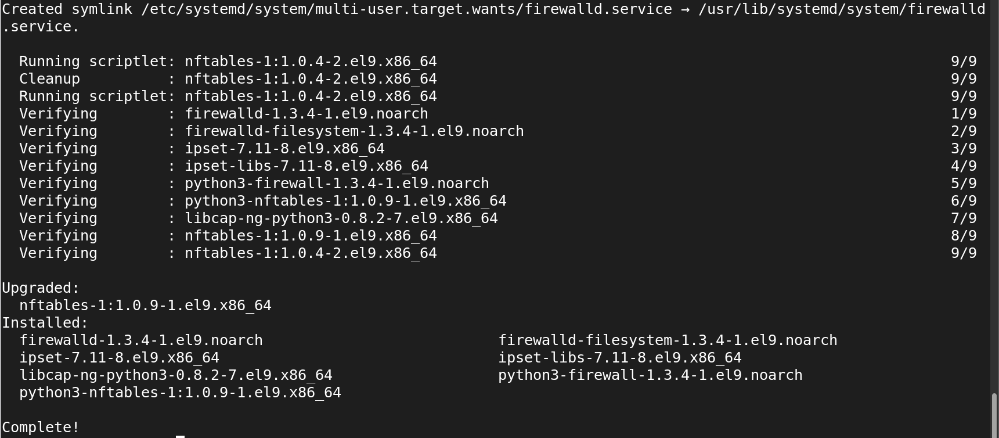 Created symlink /etc/systemd/system/multi-user.target.wants/firewalld.service → /usr/lib/systemd/system/firewalld
.service.
Running scriptlet: nftables-1:1.0.4-2.el9.x86_64 9/9
Cleanup : nftables-1:1.0.4-2.el9.x86_64 9/9
Running scriptlet: nftables-1:1.0.4-2.el9.x86_64 9/9
Verifying : firewalld-1.3.4-1.el9.noarch 1/9
Verifying : firewalld-filesystem-1.3.4-1.el9.noarch 2/9
Verifying : ipset-7.11-8.el9.x86_64 3/9
Verifying : ipset-libs-7.11-8.el9.x86_64 4/9
Verifying : python3-firewall-1.3.4-1.el9.noarch 5/9
Verifying : python3-nftables-1:1.0.9-1.el9.x86_64 6/9
Verifying : libcap-ng-python3-0.8.2-7.el9.x86_64 7/9
Verifying : nftables-1:1.0.9-1.el9.x86_64 8/9
Verifying : nftables-1:1.0.4-2.el9.x86_64 9/9
Upgraded:
nftables-1:1.0.9-1.el9.x86_64
Installed:
firewalld-1.3.4-1.el9.noarch firewalld-filesystem-1.3.4-1.el9.noarch
ipset-7.11-8.el9.x86_64 ipset-libs-7.11-8.el9.x86_64
libcap-ng-python3-0.8.2-7.el9.x86_64 python3-firewall-1.3.4-1.el9.noarch
python3-nftables-1:1.0.9-1.el9.x86_64
Complete!